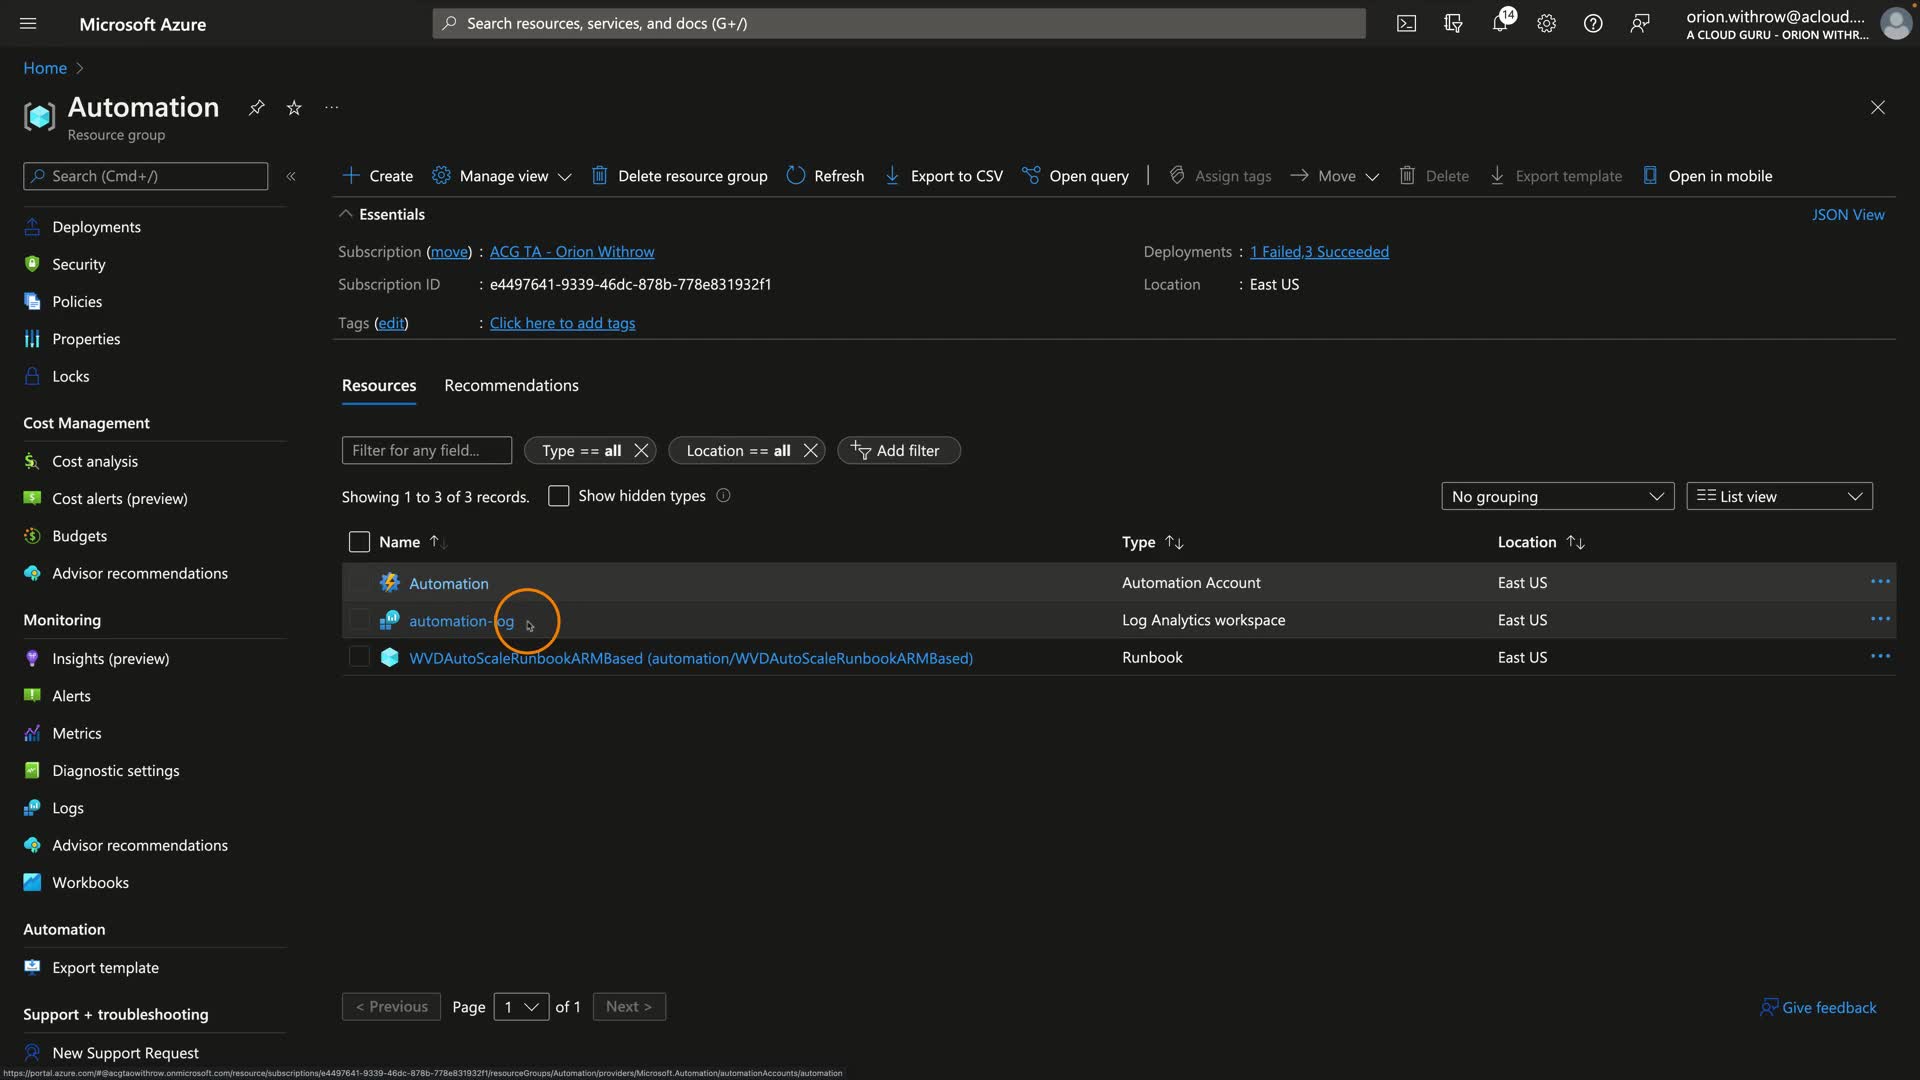 Microsoft Azure
Search resources, services, and docs (G+/)
14
orion.withrow@acloud....
A CLOUD GURU - ORION WITHR...
Home
Automation
Resource group
Search (Cmd+/)
Create
Manage view
Delete resource group
Refresh
Export to CSV
Open query
Assign tags
Move
Delete
Export template
Open in mobile
Essentials
JSON View
Subscription (move) : ACG TA - Orion Withrow
Deployments : 1 Failed,3 Succeeded
Subscription ID : e4497641-9339-46dc-878b-778e831932f1
Location : East US
Tags (edit) : Click here to add tags
Deployments
Security
Policies
Properties
Locks
Cost Management
Cost analysis
Cost alerts (preview)
Budgets
Advisor recommendations
Monitoring
Insights (preview)
Alerts
Metrics
Diagnostic settings
Logs
Advisor recommendations
Workbooks
Automation
Export template
Support + troubleshooting
New Support Request
Resources
Recommendations
Filter for any field...
Type == all
Location == all
Add filter
Showing 1 to 3 of 3 records.
Show hidden types
No grouping
List view
Name
Type
Location
Automation
Automation Account
East US
automation-log
Log Analytics workspace
East US
WVDAutoScaleRunbookARMBased (automation/WVDAutoScaleRunbookARMBased)
Runbook
East US
< Previous
Page 1 of 1
Next >
Give feedback
https://portal.azure.com/#@acgtaowithrow.onmicrosoft.com/resource/subscriptions/e4497641-9339-46dc-878b-778e831932f1/resourceGroups/Automation/providers/Microsoft.Automation/automationAccounts/automation